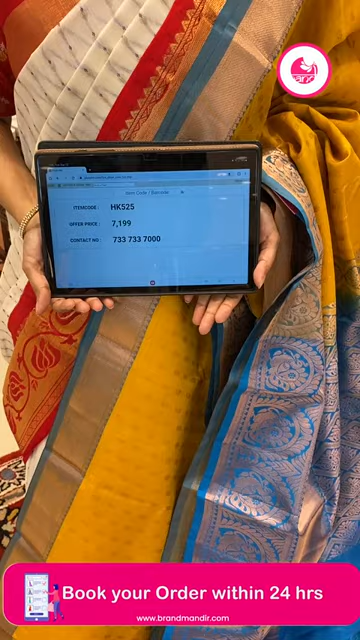 BMG
Item Code / Barcode
ITEMCODE : HK525
OFFER PRICE : 7,199
CONTACT NO : 733 733 7000
Book your Order within 24 hrs
www.brandmandir.com